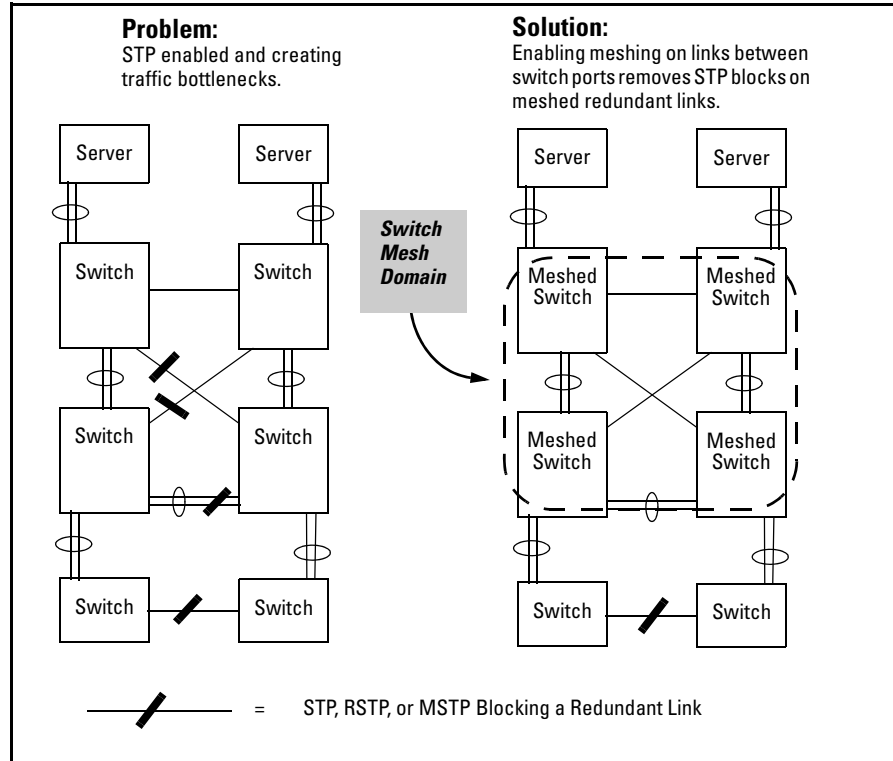 Problem:
STP enabled and creating
traffic bottlenecks.
Solution:
Enabling meshing on links between
switch ports removes STP blocks on
meshed redundant links.
Server
Server
Switch
Switch
Switch
Switch
Switch
Switch
Switch
Mesh
Domain
Server
Server
Meshed
Switch
Meshed
Switch
Meshed
Switch
Meshed
Switch
Switch
Switch
= STP, RSTP, or MSTP Blocking a Redundant Link